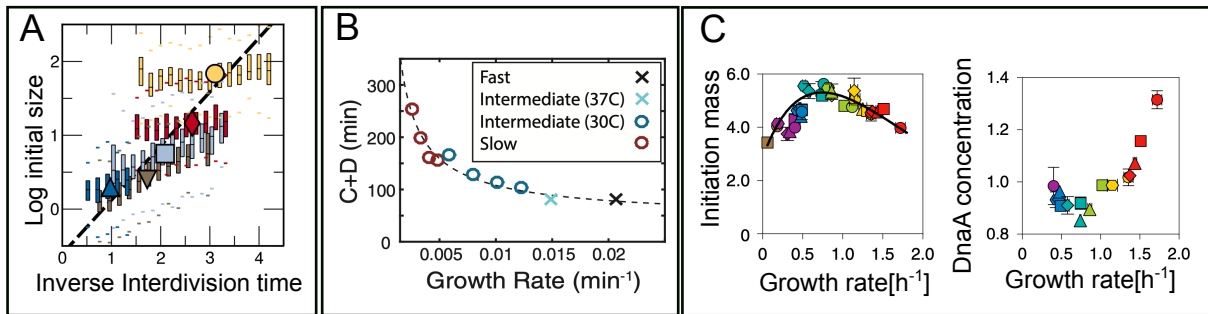 A
Log initial size
2
1
0
0
1
2
3
4
Inverse Interdivision time
B
C+D (min)
300
200
100
0
0.005
0.01
0.015
0.02
Growth Rate (min⁻¹)
Fast
Intermediate (37C)
Intermediate (30C)
Slow
C
Initiation mass
6.0
4.0
2.0
0
0
0.5
1.0
1.5
2.0
Growth rate[h⁻¹]
DnaA concentration
1.4
1.2
1.0
0.8
0
0.5
1.0
1.5
2.0
Growth rate[h⁻¹]